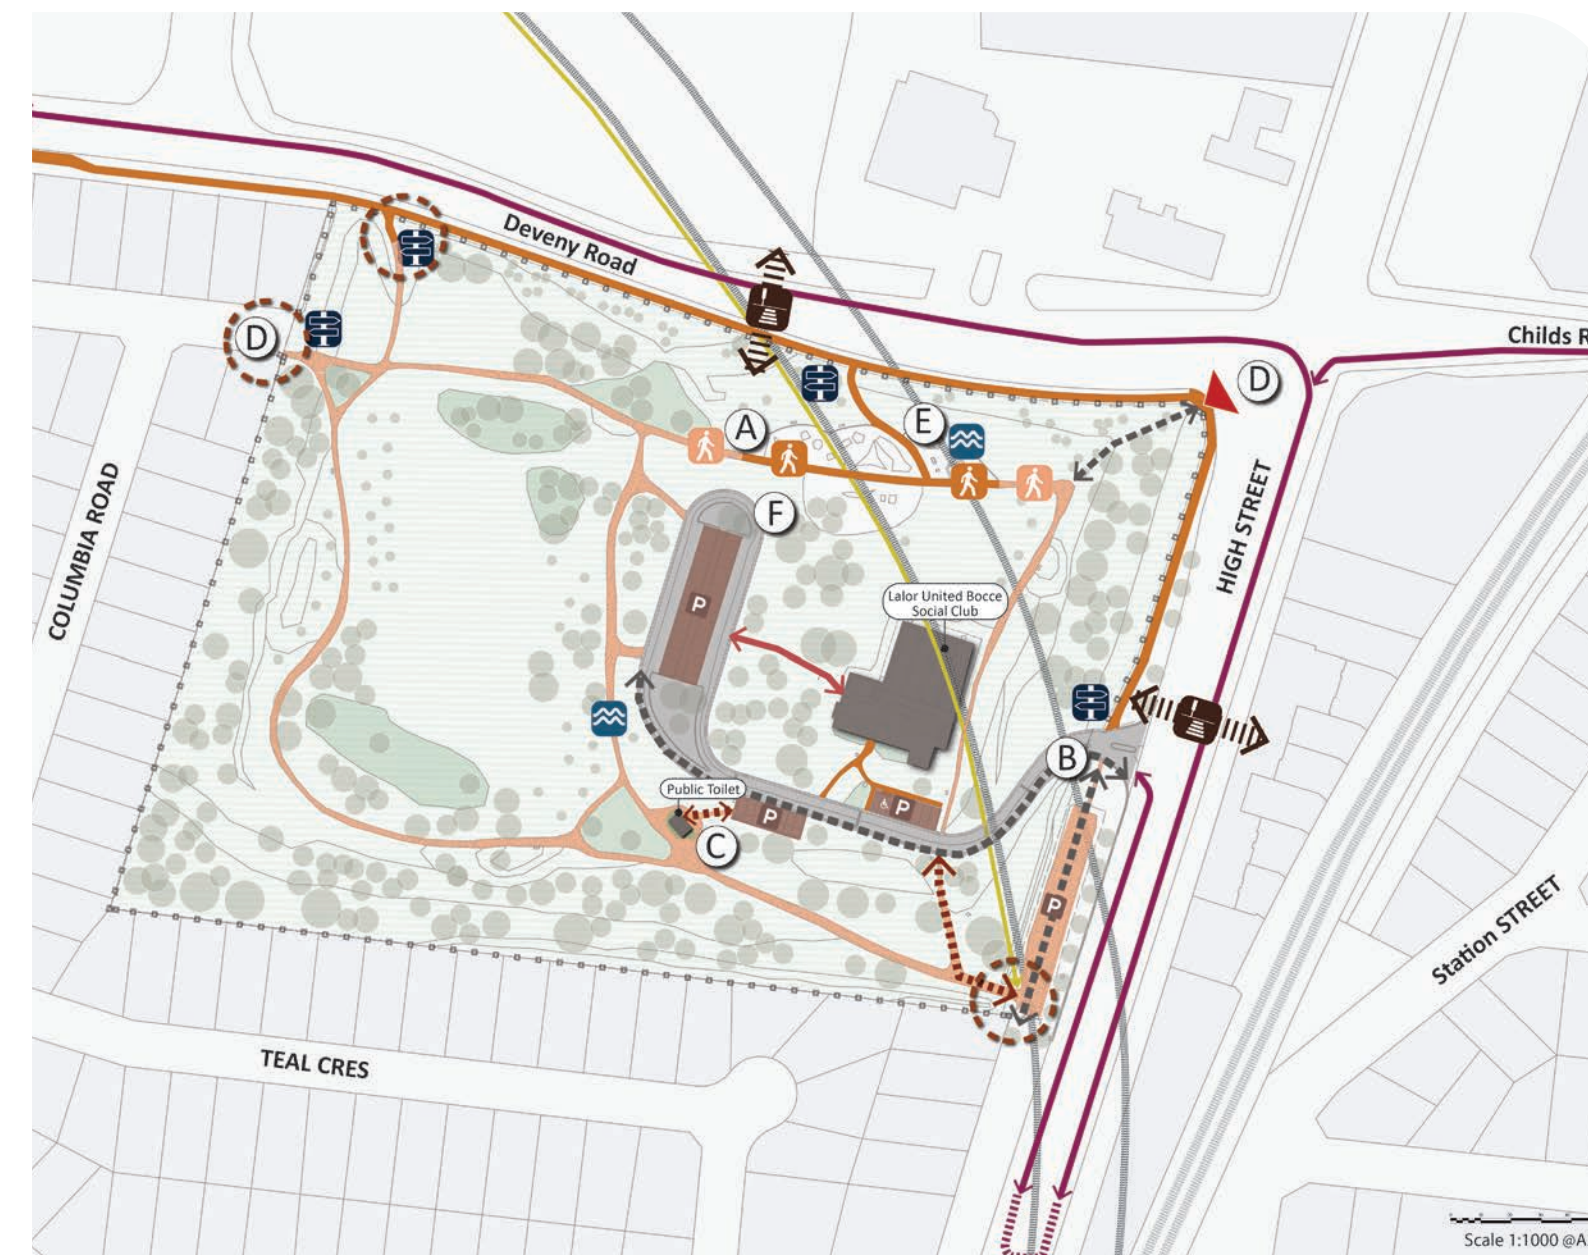 Deveny Road
Childs R
D
D
A
E
HIGH STREET
COLUMBIA ROAD
F
Lalor United Bocce
Social Club
P
B
Public Toilet
P
P
C
P
Station STREET
TEAL CRES
Scale 1:1000 @A